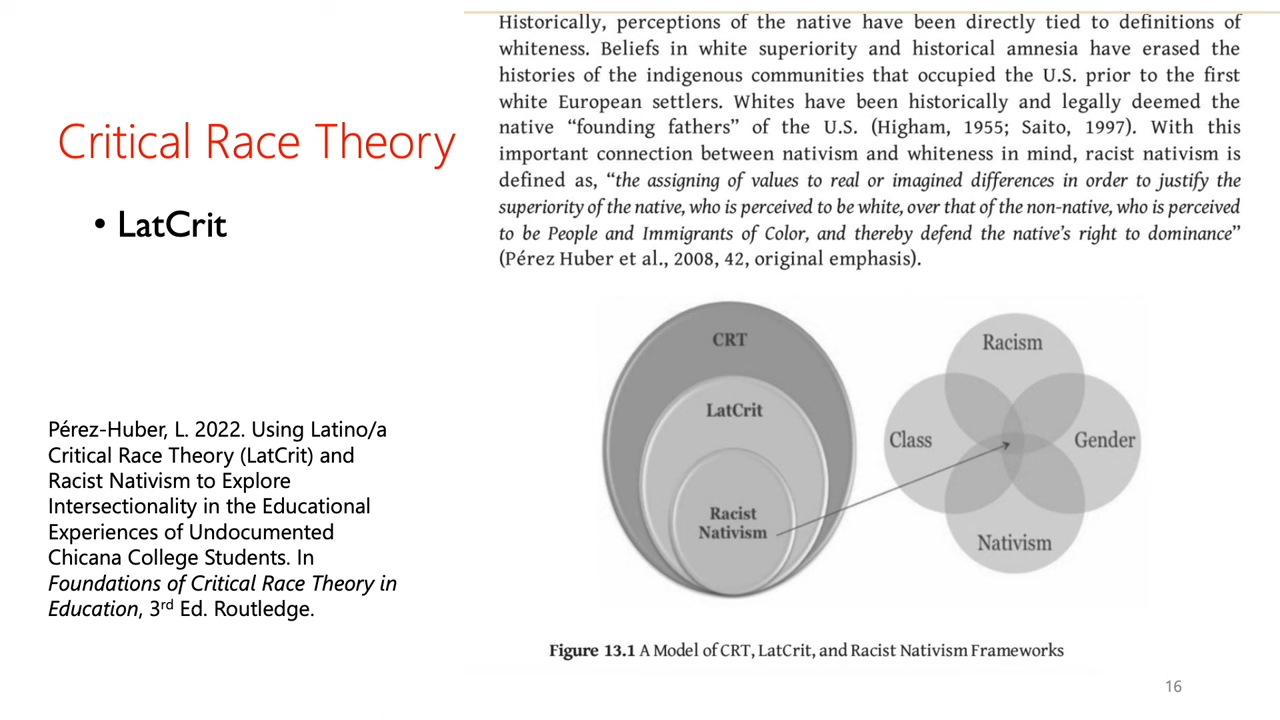 Critical Race Theory
• LatCrit
Pérez-Huber, L. 2022. Using Latino/a
Critical Race Theory (LatCrit) and
Racist Nativism to Explore
Intersectionality in the Educational
Experiences of Undocumented
Chicana College Students. In
Foundations of Critical Race Theory in
Education, 3rd Ed. Routledge.
Historically, perceptions of the native have been directly tied to definitions of
whiteness. Beliefs in white superiority and historical amnesia have erased the
histories of the indigenous communities that occupied the U.S. prior to the first
white European settlers. Whites have been historically and legally deemed the
native “founding fathers” of the U.S. (Higham, 1955; Saito, 1997). With this
important connection between nativism and whiteness in mind, racist nativism is
defined as, “the assigning of values to real or imagined differences in order to justify the
superiority of the native, who is perceived to be white, over that of the non-native, who is perceived
to be People and Immigrants of Color, and thereby defend the native’s right to dominance”
(Pérez Huber et al., 2008, 42, original emphasis).
CRT
LatCrit
Racist
Nativism
Racism
Class
Gender
Nativism
Figure 13.1 A Model of CRT, LatCrit, and Racist Nativism Frameworks
16